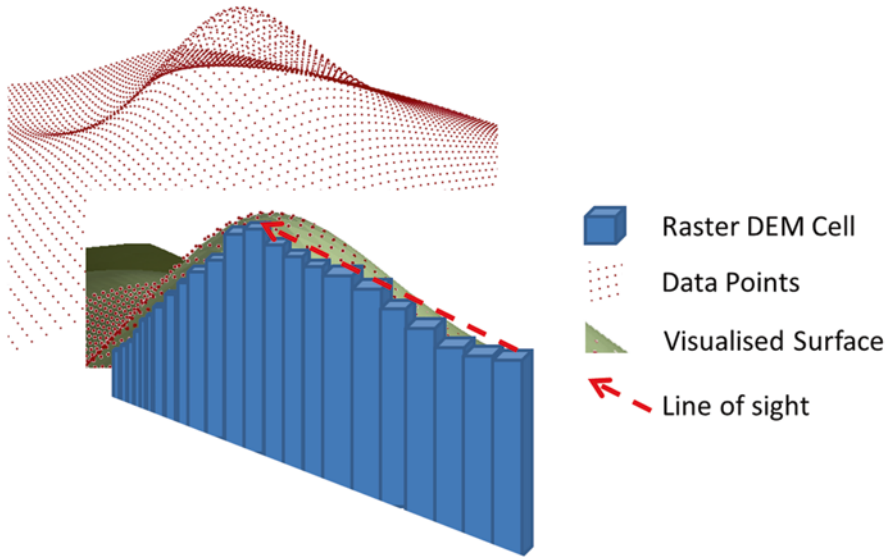 Raster DEM Cell
Data Points
Visualised Surface
Line of sight